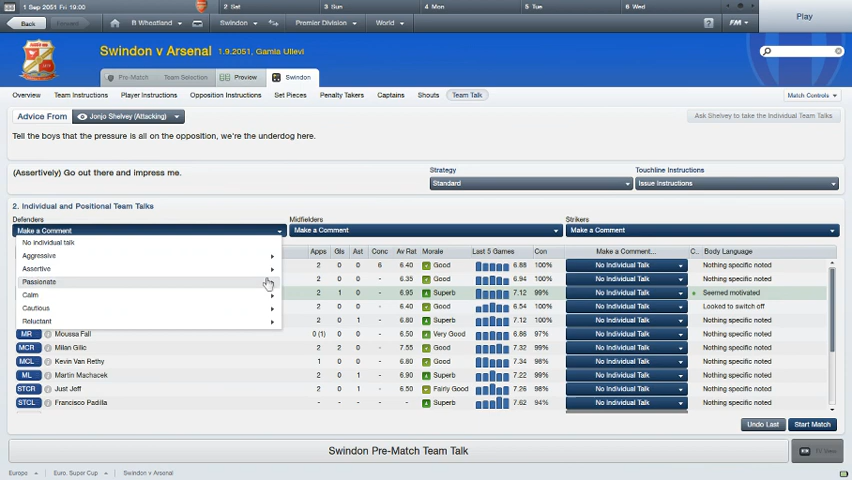 1 Sep 2051 Fri 19:00 2 Sat 3 Sun 4 Mon 5 Tue 6 Wed
Back Forward B Wheatland Swindon Premier Division World ? FM Play
Swindon v Arsenal 1.9.2051, Gamla Ullevi
Pre-Match Team Selection Preview Swindon
Overview Team Instructions Player Instructions Opposition Instructions Set Pieces Penalty Takers Captains Shouts Team Talk Match Controls
Advice From Jonjo Shelvey (Attacking) Ask Shelvey to take the Individual Team Talks
Tell the boys that the pressure is all on the opposition, we're the underdog here.
(Assertively) Go out there and impress me.
Strategy Touchline Instructions
Standard Issue Instructions
2. Individual and Positional Team Talks
Defenders Midfielders Strikers
Make a Comment Make a Comment Make a Comment
No individual talk
Aggressive
Assertive
Passionate
Calm
Cautious
Reluctant
Apps Gls Ast Conc Av Rat Morale Last 5 Games Con Make a Comment... C.. Body Language
2 0 0 6 6.40 Good 6.88 100% No Individual Talk Nothing specific noted
2 0 0 - 6.35 Good 6.94 100% No Individual Talk Nothing specific noted
2 1 0 - 6.95 Superb 7.12 99% No Individual Talk Seemed motivated
2 0 0 - 6.40 Good 7.54 100% No Individual Talk Looked to switch off
2 0 1 - 6.80 Superb 7.12 100% No Individual Talk Nothing specific noted
MR Moussa Fall 0 (1) - - - 6.50 Very Good 6.86 97% No Individual Talk Nothing specific noted
MCR Milan Gilic 2 2 0 - 7.55 Good 7.32 99% No Individual Talk Nothing specific noted
MCL Kevin Van Rethy 1 0 0 - 6.80 Good 7.34 98% No Individual Talk Nothing specific noted
ML Martin Machacek 2 0 1 - 6.90 Superb 7.22 99% No Individual Talk Nothing specific noted
STCR Just Jeff 2 0 1 - 6.50 Fairly Good 7.26 98% No Individual Talk Nothing specific noted
STCL Francisco Padilla - - - - - Superb 7.62 94% No Individual Talk Nothing specific noted
Undo Last Start Match
Swindon Pre-Match Team Talk TV View
Europe Euro. Super Cup Swindon v Arsenal